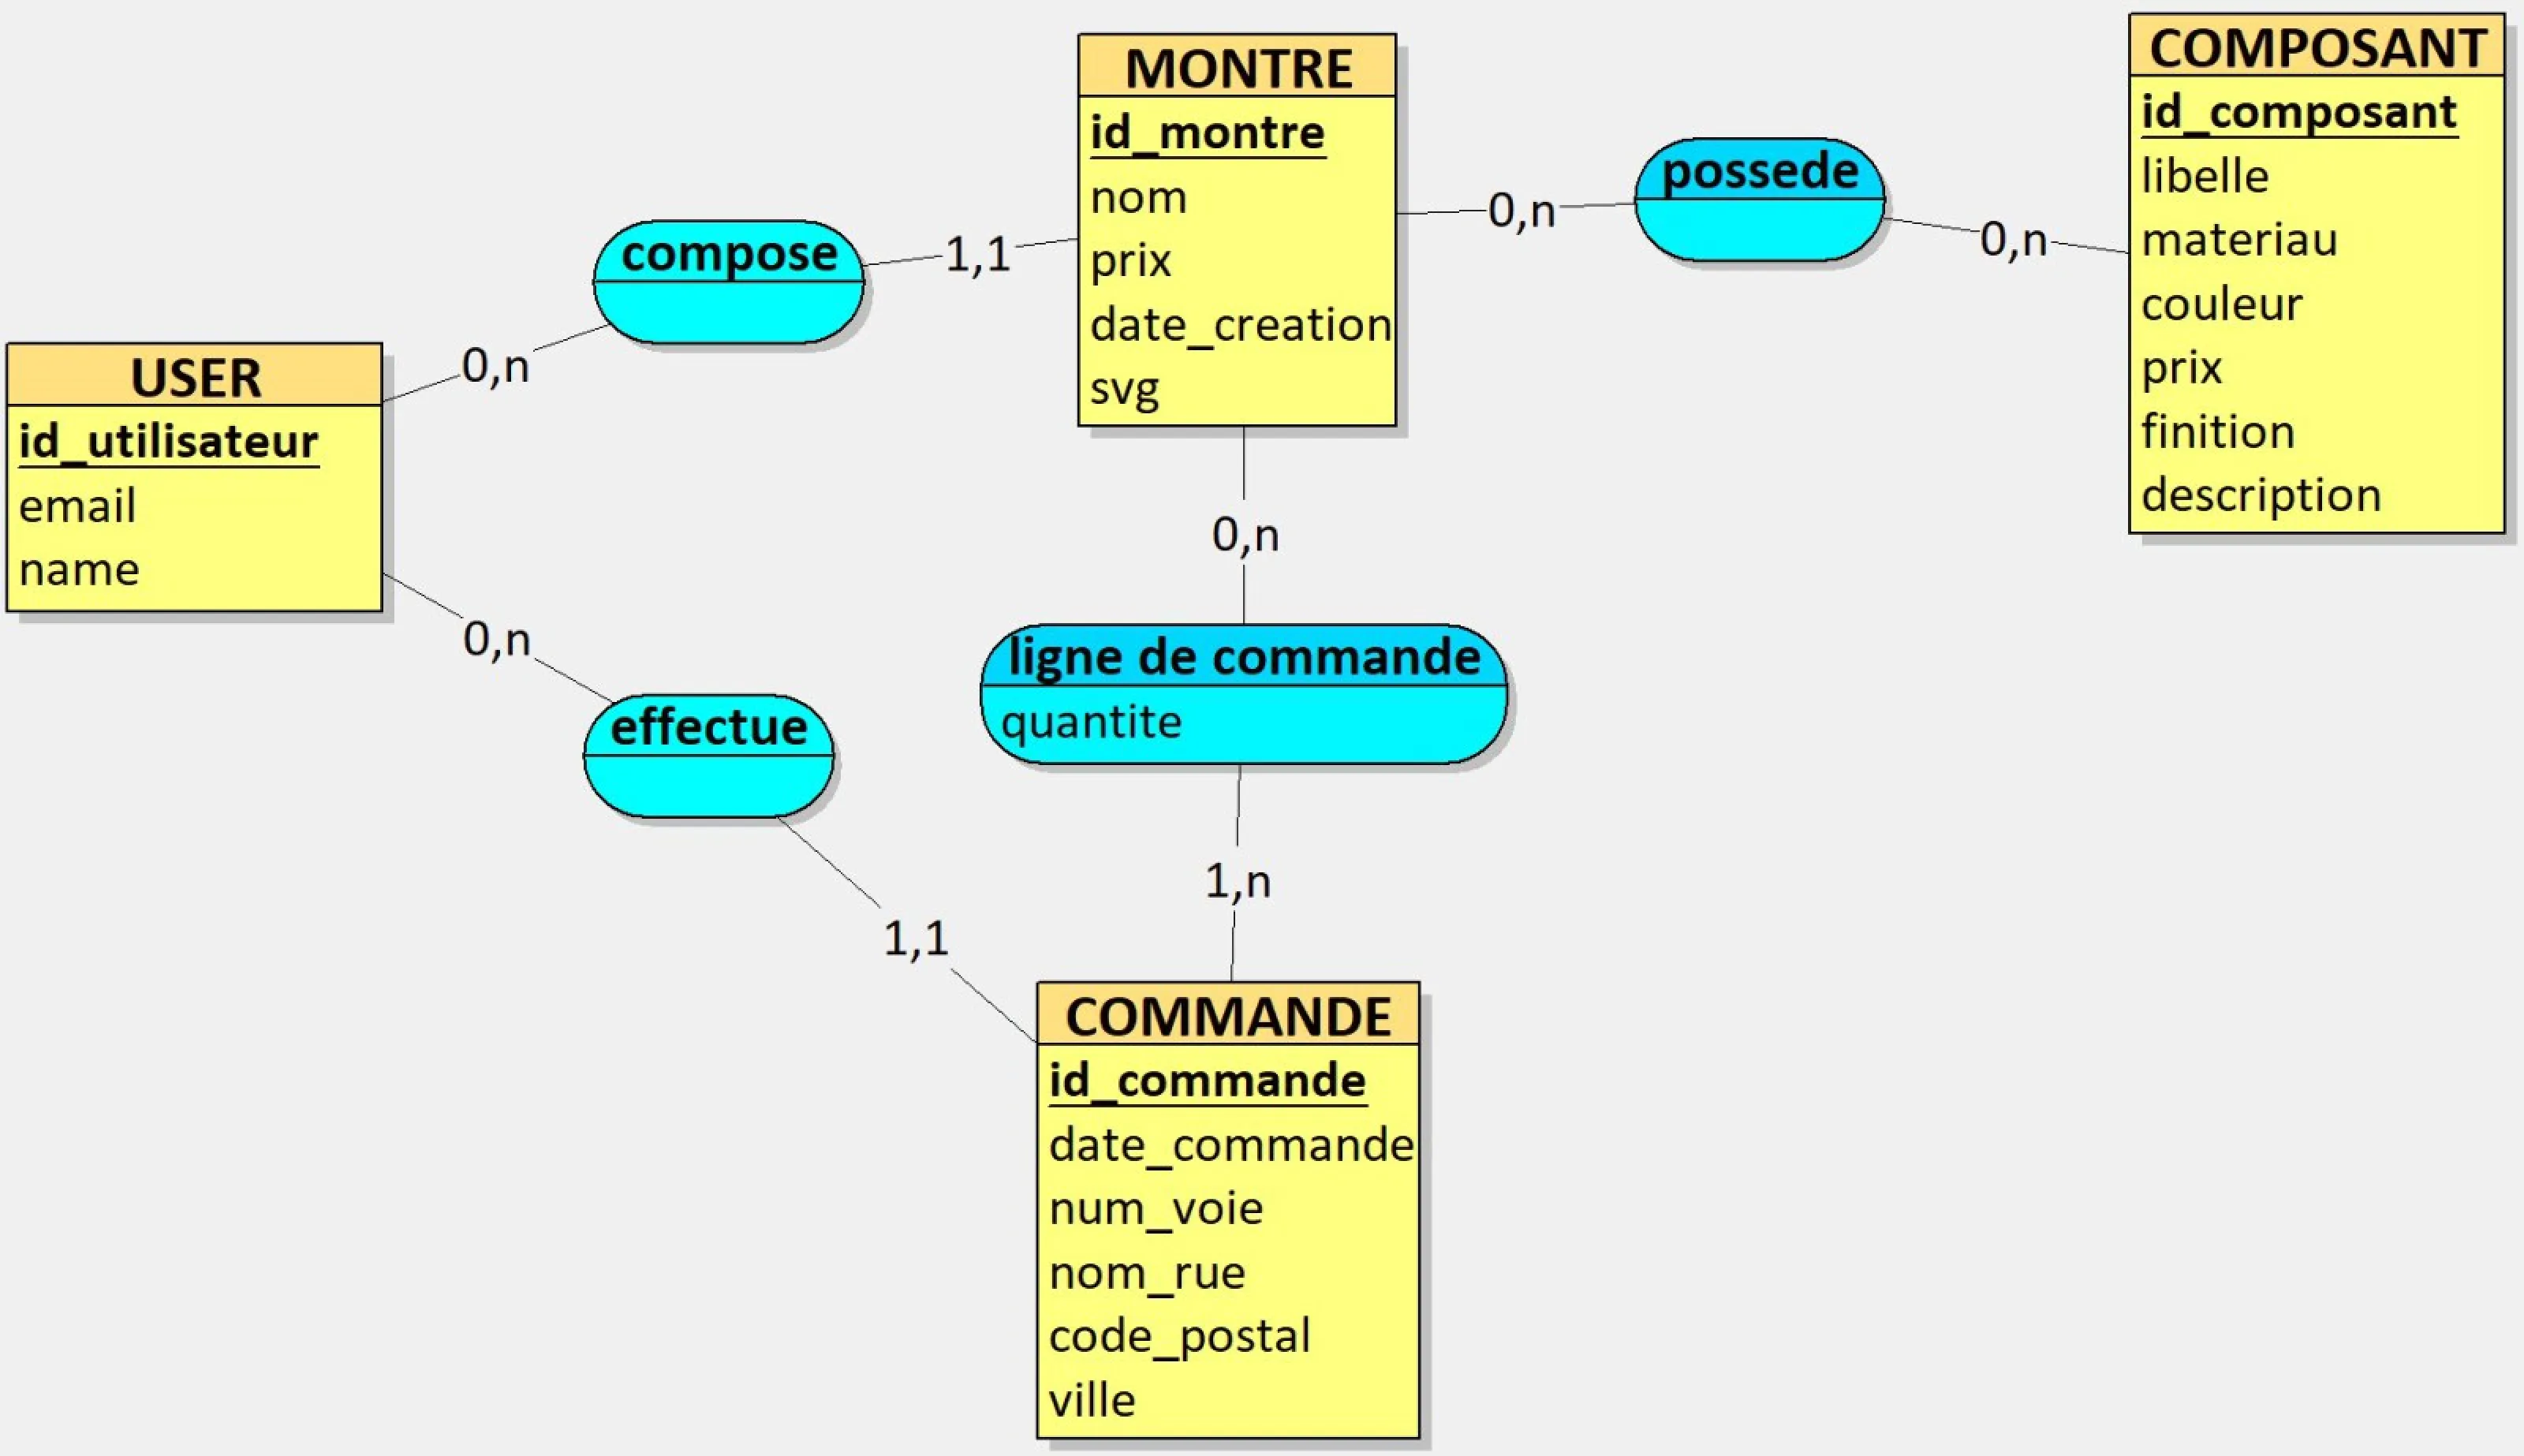 MONTRE
id_montre
nom
prix
date_creation
svg
COMPOSANT
id_composant
libelle
materiau
couleur
prix
finition
description
possede
0,n
0,n
compose
1,1
0,n
USER
id_utilisateur
email
name
0,n
effectue
1,1
0,n
ligne de commande
quantite
1,n
COMMANDE
id_commande
date_commande
num_voie
nom_rue
code_postal
ville